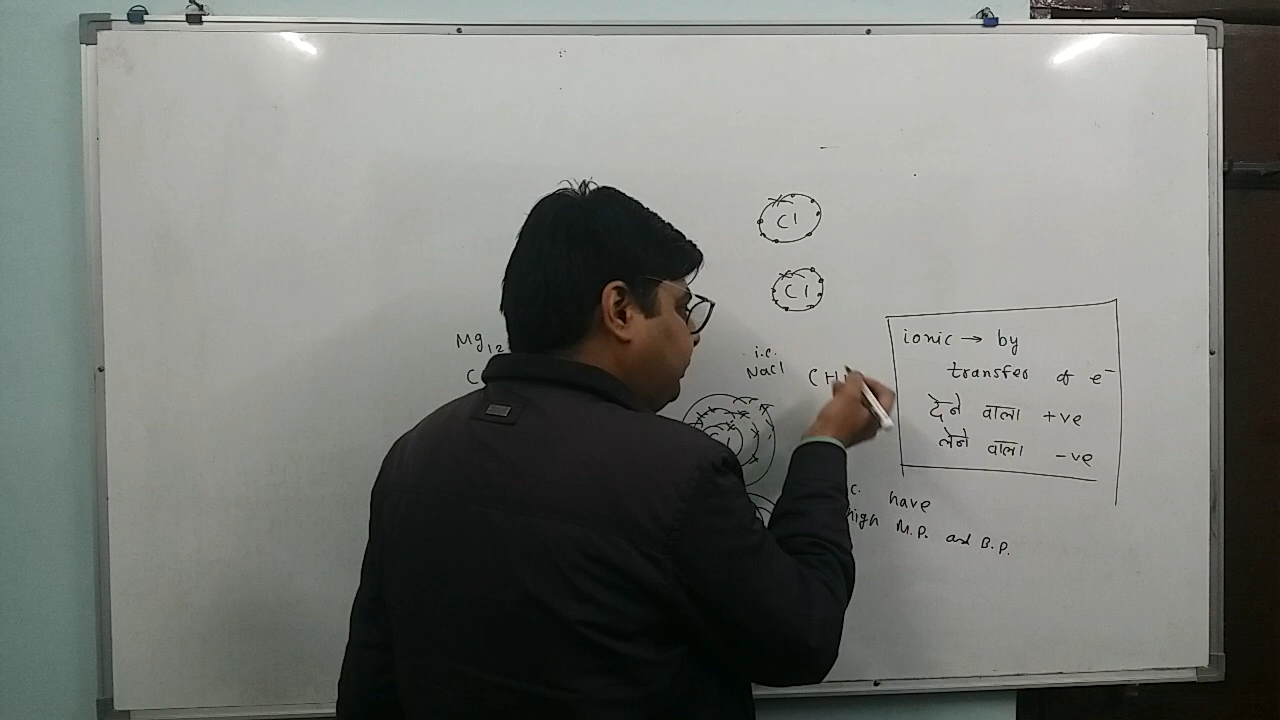 Cl
Cl
Mg12
i.e.
NaCl
CH
ionic → by
transfer of e⁻
देने वाला +ve
लेने वाला -ve
have
high M.P. and B.P.